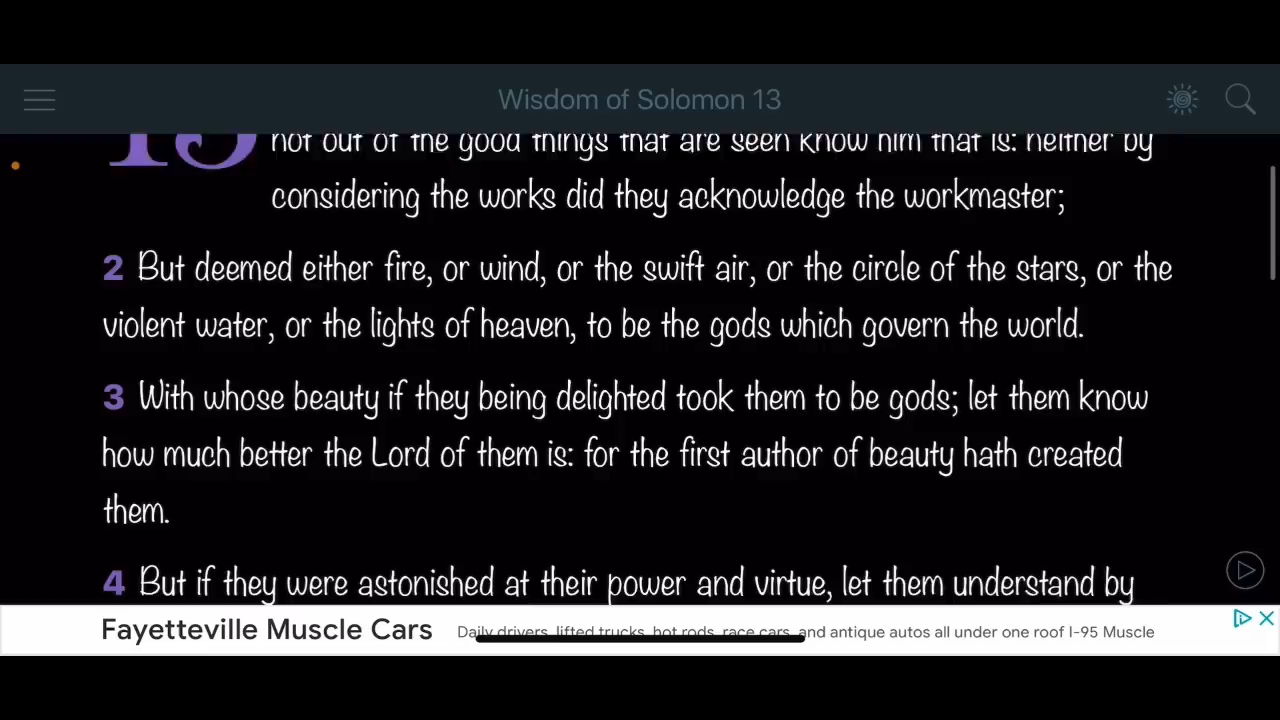 Wisdom of Solomon 13
13 not out of the good things that are seen know him that is: neither by
considering the works did they acknowledge the workmaster;
2 But deemed either fire, or wind, or the swift air, or the circle of the stars, or the
violent water, or the lights of heaven, to be the gods which govern the world.
3 With whose beauty if they being delighted took them to be gods; let them know
how much better the Lord of them is: for the first author of beauty hath created
them.
4 But if they were astonished at their power and virtue, let them understand by
Fayetteville Muscle Cars Daily drivers, lifted trucks, hot rods, race cars, and antique autos all under one roof I-95 Muscle